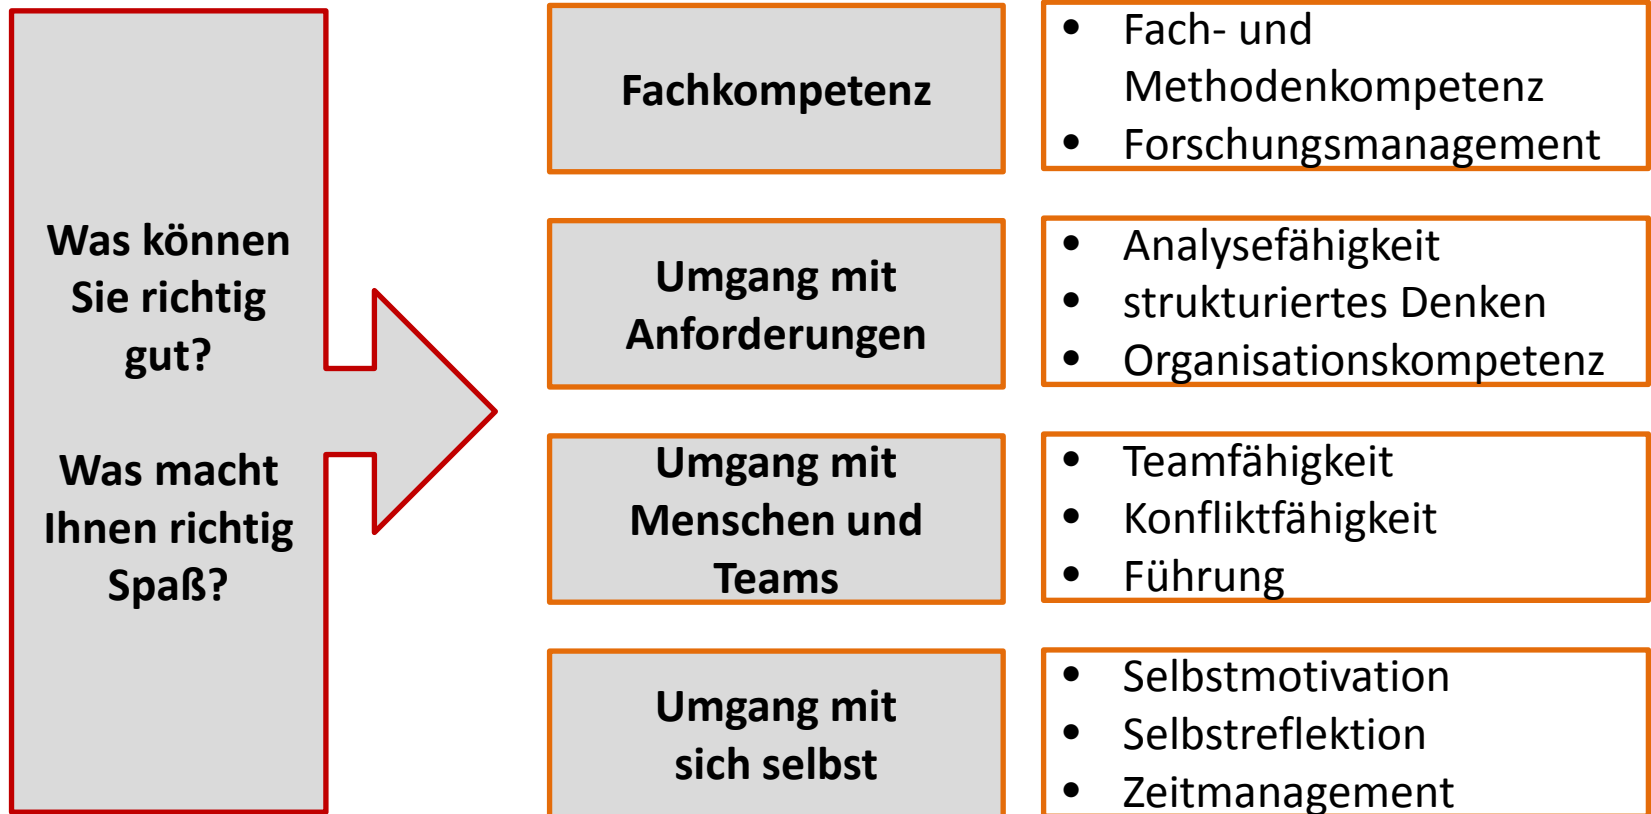 Was können
Sie richtig
gut?
Was macht
Ihnen richtig
Spaß?
Fachkompetenz
• Fach- und
Methodenkompetenz
• Forschungsmanagement
Umgang mit
Anforderungen
• Analysefähigkeit
• strukturiertes Denken
• Organisationskompetenz
Umgang mit
Menschen und
Teams
• Teamfähigkeit
• Konfliktfähigkeit
• Führung
Umgang mit
sich selbst
• Selbstmotivation
• Selbstreflektion
• Zeitmanagement